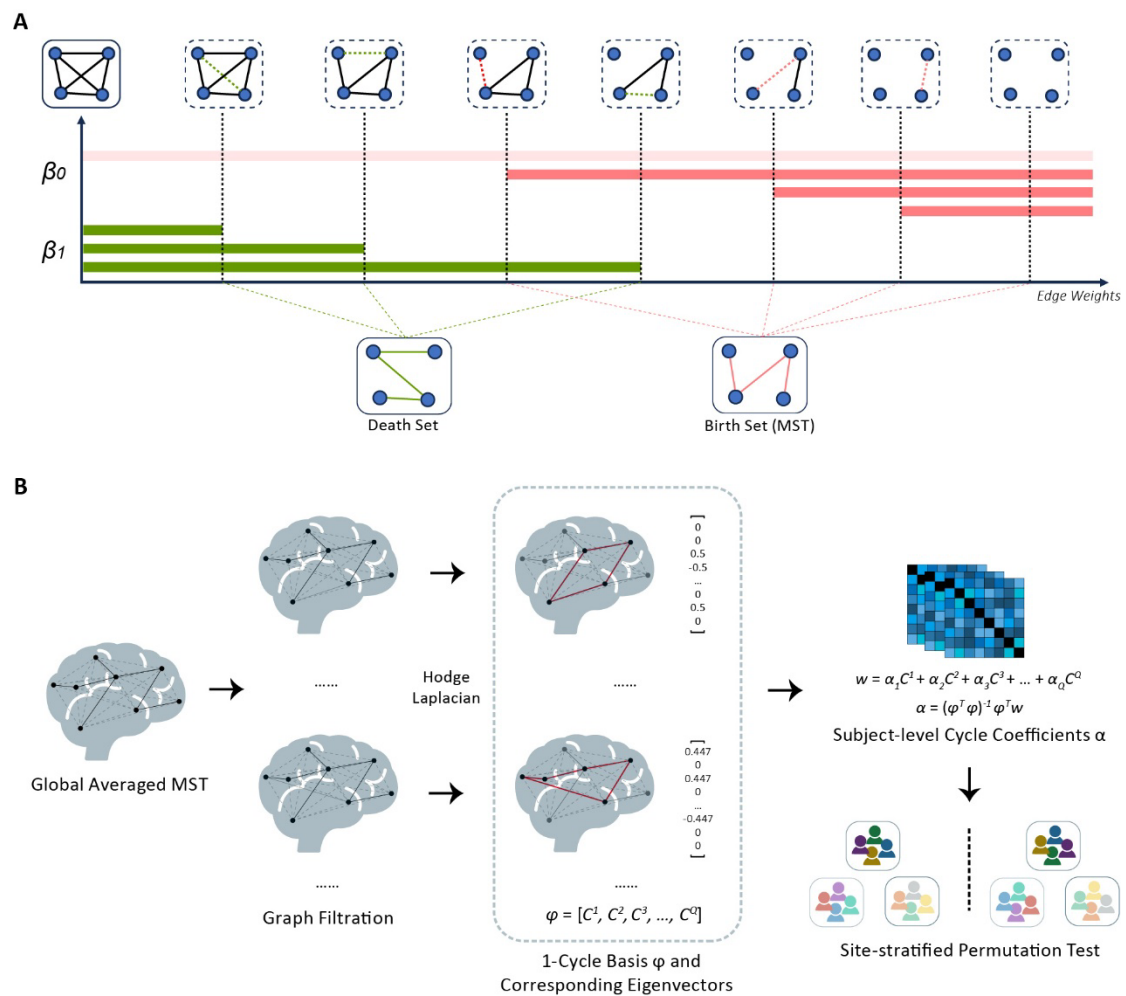 A
β0
β1
Edge Weights
Death Set
Birth Set (MST)
B
0
0
0.5
-0.5
...
0
0.5
0
Hodge
Laplacian
......
......
w = α1C1 + α2C2 + α3C3 + ... + αQCQ
α = (φTφ)-1 φTw
Subject-level Cycle Coefficients α
Global Averaged MST
0.447
0
0.447
0
...
-0.447
0
0
......
......
Graph Filtration
φ = [C1, C2, C3, ..., CQ]
1-Cycle Basis φ and
Corresponding Eigenvectors
Site-stratified Permutation Test